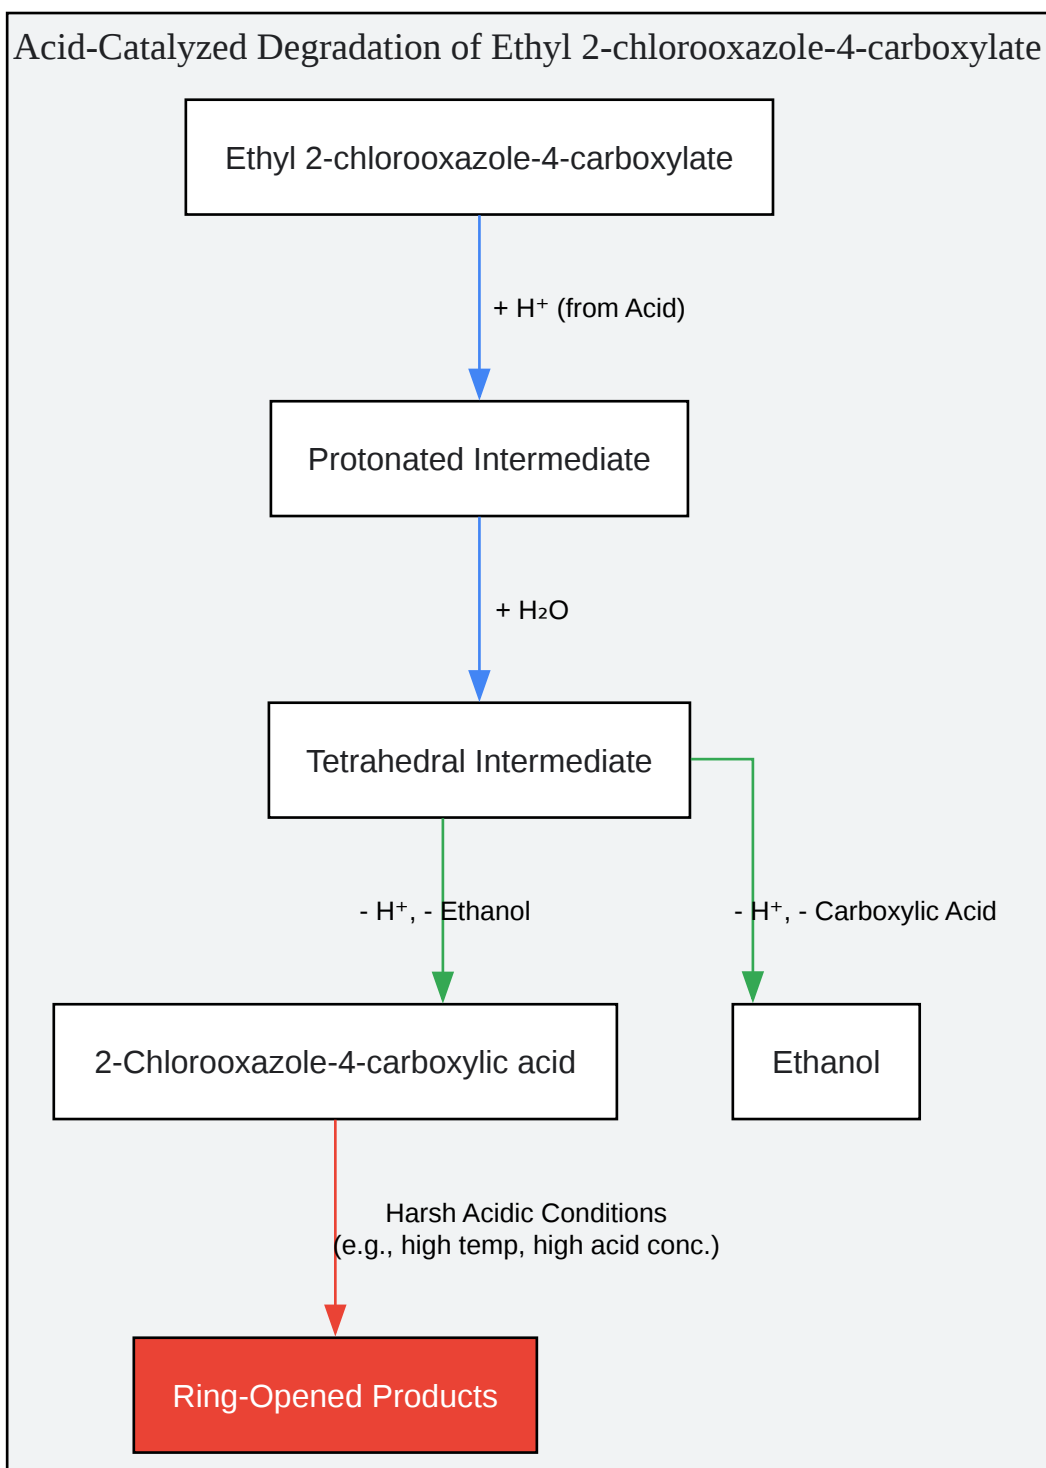 Acid-Catalyzed Degradation of Ethyl 2-chlorooxazole-4-carboxylate
Ethyl 2-chlorooxazole-4-carboxylate
+ H⁺ (from Acid)
Protonated Intermediate
+ H₂O
Tetrahedral Intermediate
- H⁺, - Ethanol
- H⁺, - Carboxylic Acid
2-Chlorooxazole-4-carboxylic acid
Ethanol
Harsh Acidic Conditions
(e.g., high temp, high acid conc.)
Ring-Opened Products